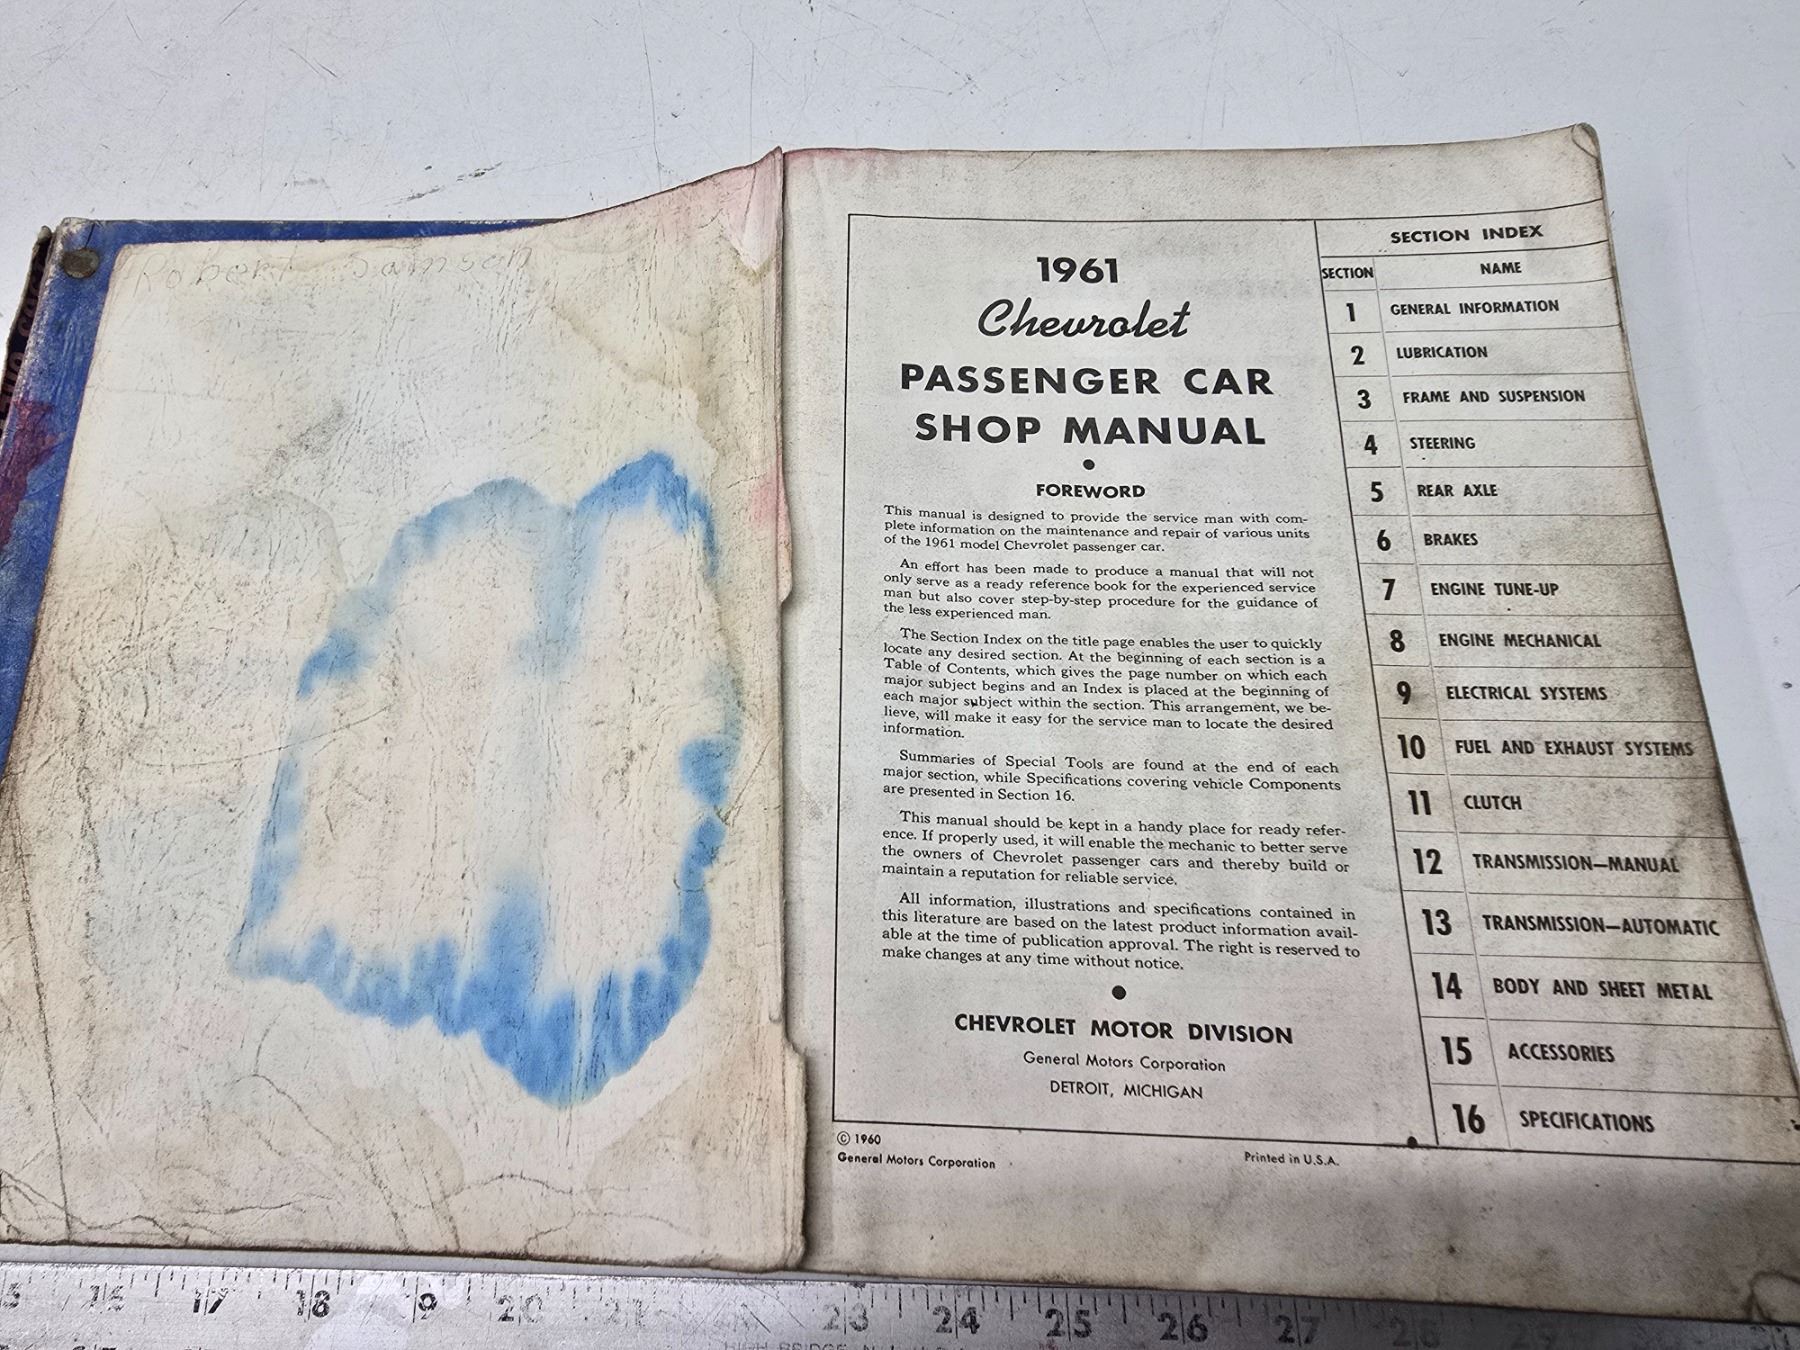 Robert
1961
Chevrolet
PASSENGER CAR
SHOP MANUAL
FOREWORD
This manual is designed to provide the service man with com-
plete information on the maintenance and repair of various units
of the 1961 model Chevrolet passenger car.
An effort has been made to produce a manual that will not
only serve as a ready reference book for the experienced service
man but also cover step-by-step procedure for the guidance of
the less experienced man.
The Section Index on the title page enables the user to quickly
locate any desired section. At the beginning of each section is a
Table of Contents, which gives the page number on which each
major subject begins and an Index is placed at the beginning of
each major subject within the section. This arrangement, we be-
lieve, will make it easy for the service man to locate the desired
information.
Summaries of Special Tools are found at the end of each
major section, while Specifications covering vehicle Components
are presented in Section 16.
This manual should be kept in a handy place for ready refer-
ence. If properly used, it will enable the mechanic to better serve
the owners of Chevrolet passenger cars and thereby build or
maintain a reputation for reliable service.
All information, illustrations and specifications contained in
this literature are based on the latest product information avail-
able at the time of publication approval. The right is reserved to
make changes at any time without notice.
CHEVROLET MOTOR DIVISION
General Motors Corporation
DETROIT, MICHIGAN
© 1960
General Motors Corporation
Printed in U.S.A.
SECTION INDEX
SECTION NAME
1 GENERAL INFORMATION
2 LUBRICATION
3 FRAME AND SUSPENSION
4 STEERING
5 REAR AXLE
6 BRAKES
7 ENGINE TUNE-UP
8 ENGINE MECHANICAL
9 ELECTRICAL SYSTEMS
10 FUEL AND EXHAUST SYSTEMS
11 CLUTCH
12 TRANSMISSION—MANUAL
13 TRANSMISSION—AUTOMATIC
14 BODY AND SHEET METAL
15 ACCESSORIES
16 SPECIFICATIONS
17 18 19 20 21 23 24 25 26 27 28 29